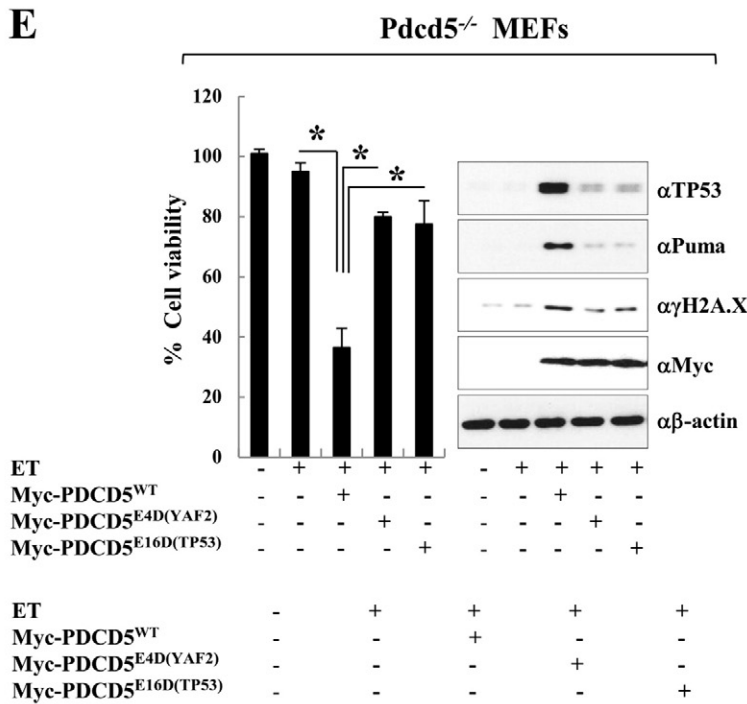 E
Pdcd5-/- MEFs
% Cell viability
120
100
80
60
40
20
0
*
*
*
αTP53
αPuma
αγH2A.X
αMyc
αβ-actin
ET - + + + + - + + + +
Myc-PDCD5WT - - + - - - - + - -
Myc-PDCD5E4D(YAF2) - - - + - - - - + -
Myc-PDCD5E16D(TP53) - - - - + - - - - +
ET - + + + +
Myc-PDCD5WT - - + - -
Myc-PDCD5E4D(YAF2) - - - + -
Myc-PDCD5E16D(TP53) - - - - +